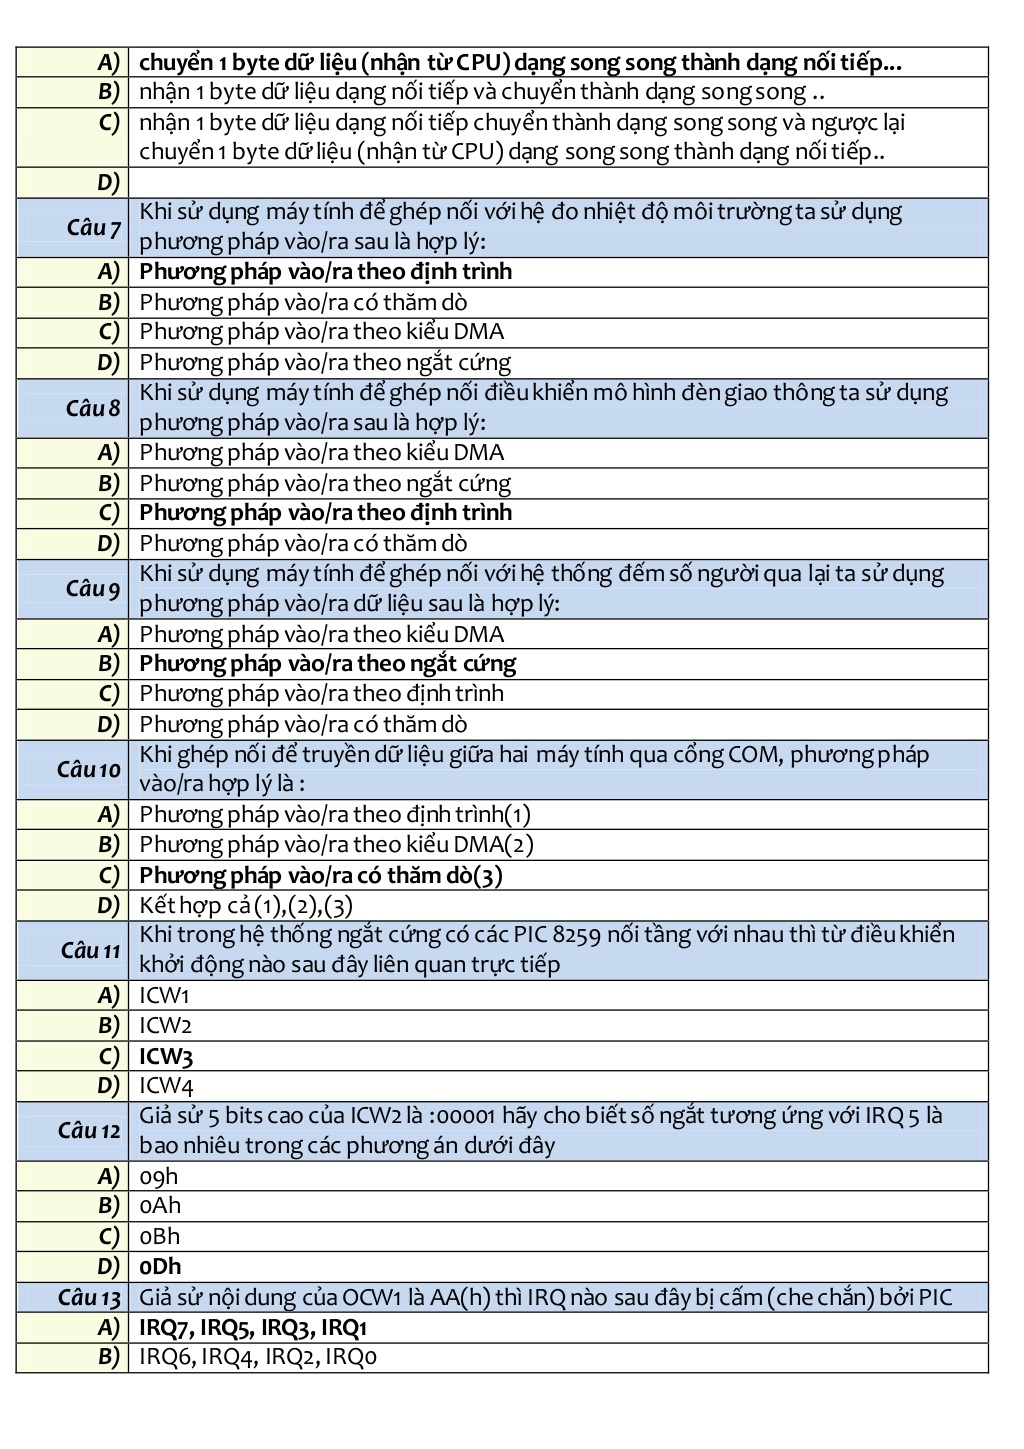 A) chuyển 1 byte dữ liệu (nhận từ CPU) dạng song song thành dạng nối tiếp...
B) nhận 1 byte dữ liệu dạng nối tiếp và chuyển thành dạng song song ..
C) nhận 1 byte dữ liệu dạng nối tiếp chuyển thành dạng song song và ngược lại
chuyển 1 byte dữ liệu (nhận từ CPU) dạng song song thành dạng nối tiếp..
D)
Câu 7 Khi sử dụng máy tính để ghép nối với hệ đo nhiệt độ môi trường ta sử dụng
phương pháp vào/ra sau là hợp lý:
A) Phương pháp vào/ra theo định trình
B) Phương pháp vào/ra có thăm dò
C) Phương pháp vào/ra theo kiểu DMA
D) Phương pháp vào/ra theo ngắt cứng
Câu 8 Khi sử dụng máy tính để ghép nối điều khiển mô hình đèn giao thông ta sử dụng
phương pháp vào/ra sau là hợp lý:
A) Phương pháp vào/ra theo kiểu DMA
B) Phương pháp vào/ra theo ngắt cứng
C) Phương pháp vào/ra theo định trình
D) Phương pháp vào/ra có thăm dò
Câu 9 Khi sử dụng máy tính để ghép nối với hệ thống đếm số người qua lại ta sử dụng
phương pháp vào/ra dữ liệu sau là hợp lý:
A) Phương pháp vào/ra theo kiểu DMA
B) Phương pháp vào/ra theo ngắt cứng
C) Phương pháp vào/ra theo định trình
D) Phương pháp vào/ra có thăm dò
Câu 10 Khi ghép nối để truyền dữ liệu giữa hai máy tính qua cổng COM, phương pháp
vào/ra hợp lý là :
A) Phương pháp vào/ra theo định trình(1)
B) Phương pháp vào/ra theo kiểu DMA(2)
C) Phương pháp vào/ra có thăm dò(3)
D) Kết hợp cả (1),(2),(3)
Câu 11 Khi trong hệ thống ngắt cứng có các PIC 8259 nối tầng với nhau thì từ điều khiển
khởi động nào sau đây liên quan trực tiếp
A) ICW1
B) ICW2
C) ICW3
D) ICW4
Câu 12 Giả sử 5 bits cao của ICW2 là :00001 hãy cho biết số ngắt tương ứng với IRQ 5 là
bao nhiêu trong các phương án dưới đây
A) 09h
B) 0Ah
C) 0Bh
D) 0Dh
Câu 13 Giả sử nội dung của OCW1 là AA(h) thì IRQ nào sau đây bị cấm (che chắn) bởi PIC
A) IRQ7, IRQ5, IRQ3, IRQ1
B) IRQ6, IRQ4, IRQ2, IRQ0